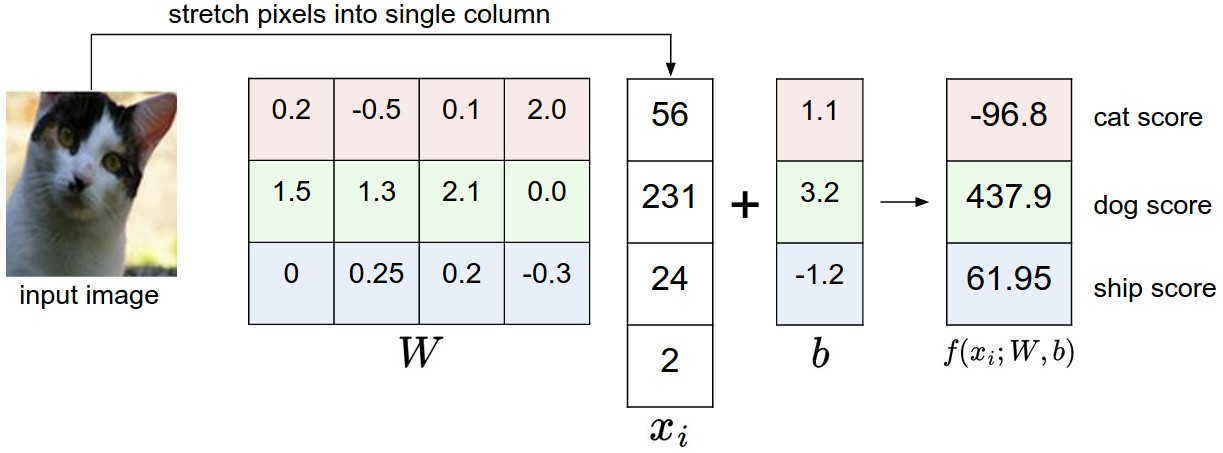 stretch pixels into single column
0.2 -0.5 0.1 2.0 56 1.1 -96.8 cat score
1.5 1.3 2.1 0.0 231 + 3.2 437.9 dog score
0 0.25 0.2 -0.3 24 -1.2 61.95 ship score
input image
W b f(x_i; W, b)
2
x_i